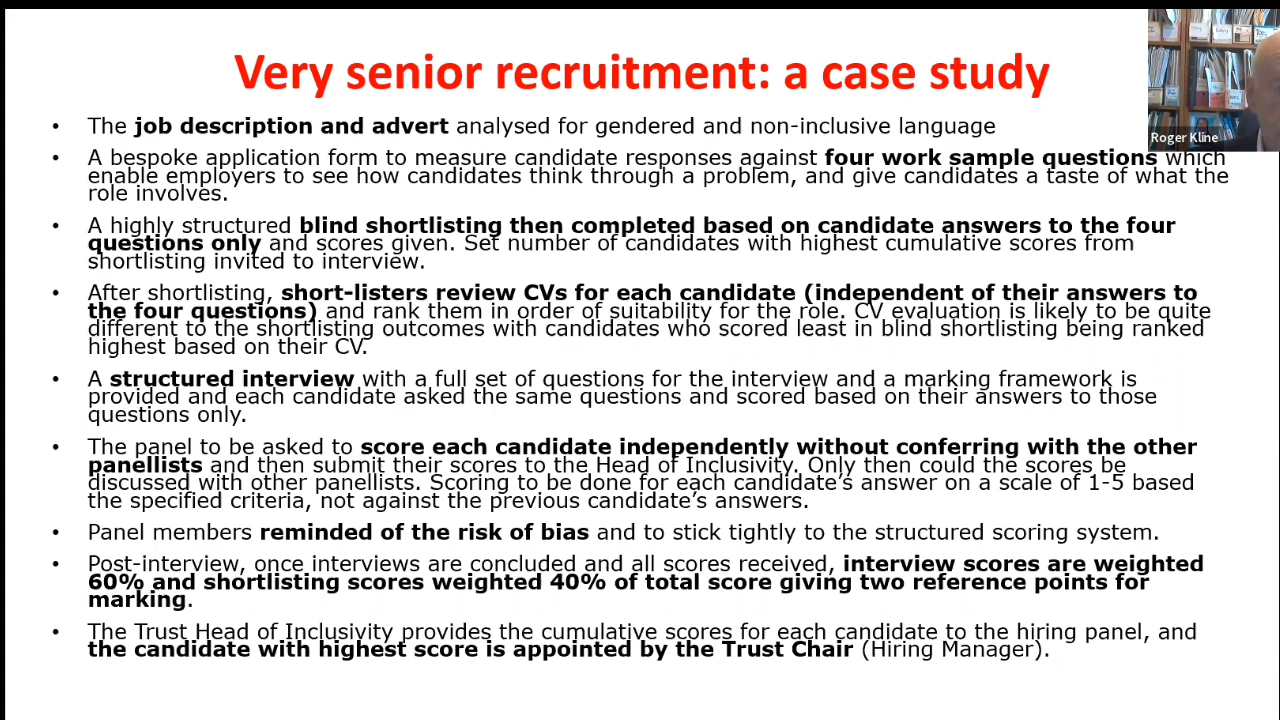 Very senior recruitment: a case study
Roger Kline
• The job description and advert analysed for gendered and non-inclusive language
• A bespoke application form to measure candidate responses against four work sample questions which
enable employers to see how candidates think through a problem, and give candidates a taste of what the
role involves.
• A highly structured blind shortlisting then completed based on candidate answers to the four
questions only and scores given. Set number of candidates with highest cumulative scores from
shortlisting invited to interview.
• After shortlisting, short-listers review CVs for each candidate (independent of their answers to
the four questions) and rank them in order of suitability for the role. CV evaluation is likely to be quite
different to the shortlisting outcomes with candidates who scored least in blind shortlisting being ranked
highest based on their CV.
• A structured interview with a full set of questions for the interview and a marking framework is
provided and each candidate asked the same questions and scored based on their answers to those
questions only.
• The panel to be asked to score each candidate independently without conferring with the other
panellists and then submit their scores to the Head of Inclusivity. Only then could the scores be
discussed with other panellists. Scoring to be done for each candidate’s answer on a scale of 1-5 based
the specified criteria, not against the previous candidate’s answers.
• Panel members reminded of the risk of bias and to stick tightly to the structured scoring system.
• Post-interview, once interviews are concluded and all scores received, interview scores are weighted
60% and shortlisting scores weighted 40% of total score giving two reference points for
marking.
• The Trust Head of Inclusivity provides the cumulative scores for each candidate to the hiring panel, and
the candidate with highest score is appointed by the Trust Chair (Hiring Manager).